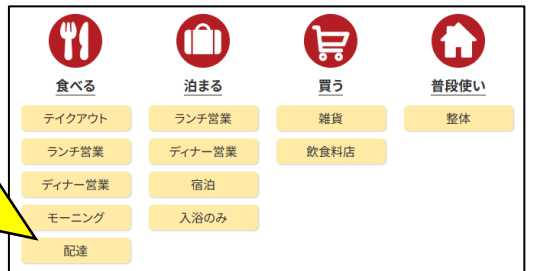 食べる
テイクアウト
ランチ営業
ディナー営業
モーニング
配達
泊まる
ランチ営業
ディナー営業
宿泊
入浴のみ
買う
雑貨
飲食料店
普段使い
整体